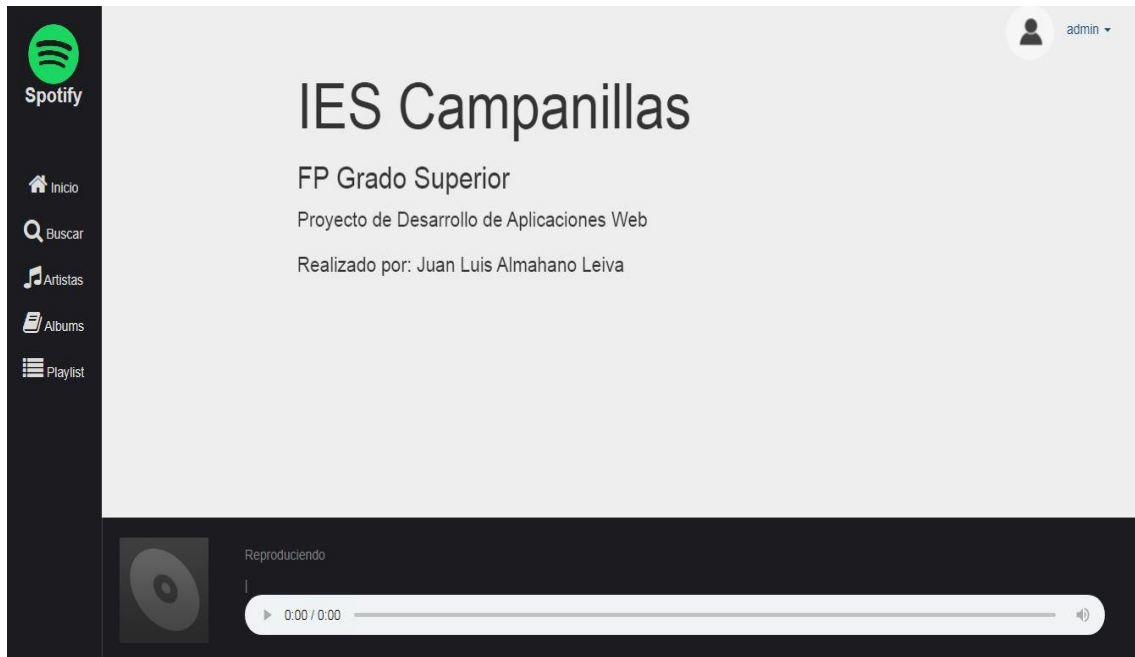 Spotify
Inicio
Buscar
Artistas
Albums
Playlist
admin
IES Campanillas
FP Grado Superior
Proyecto de Desarrollo de Aplicaciones Web
Realizado por: Juan Luis Almahano Leiva
Reproduciendo
|
0:00 / 0:00